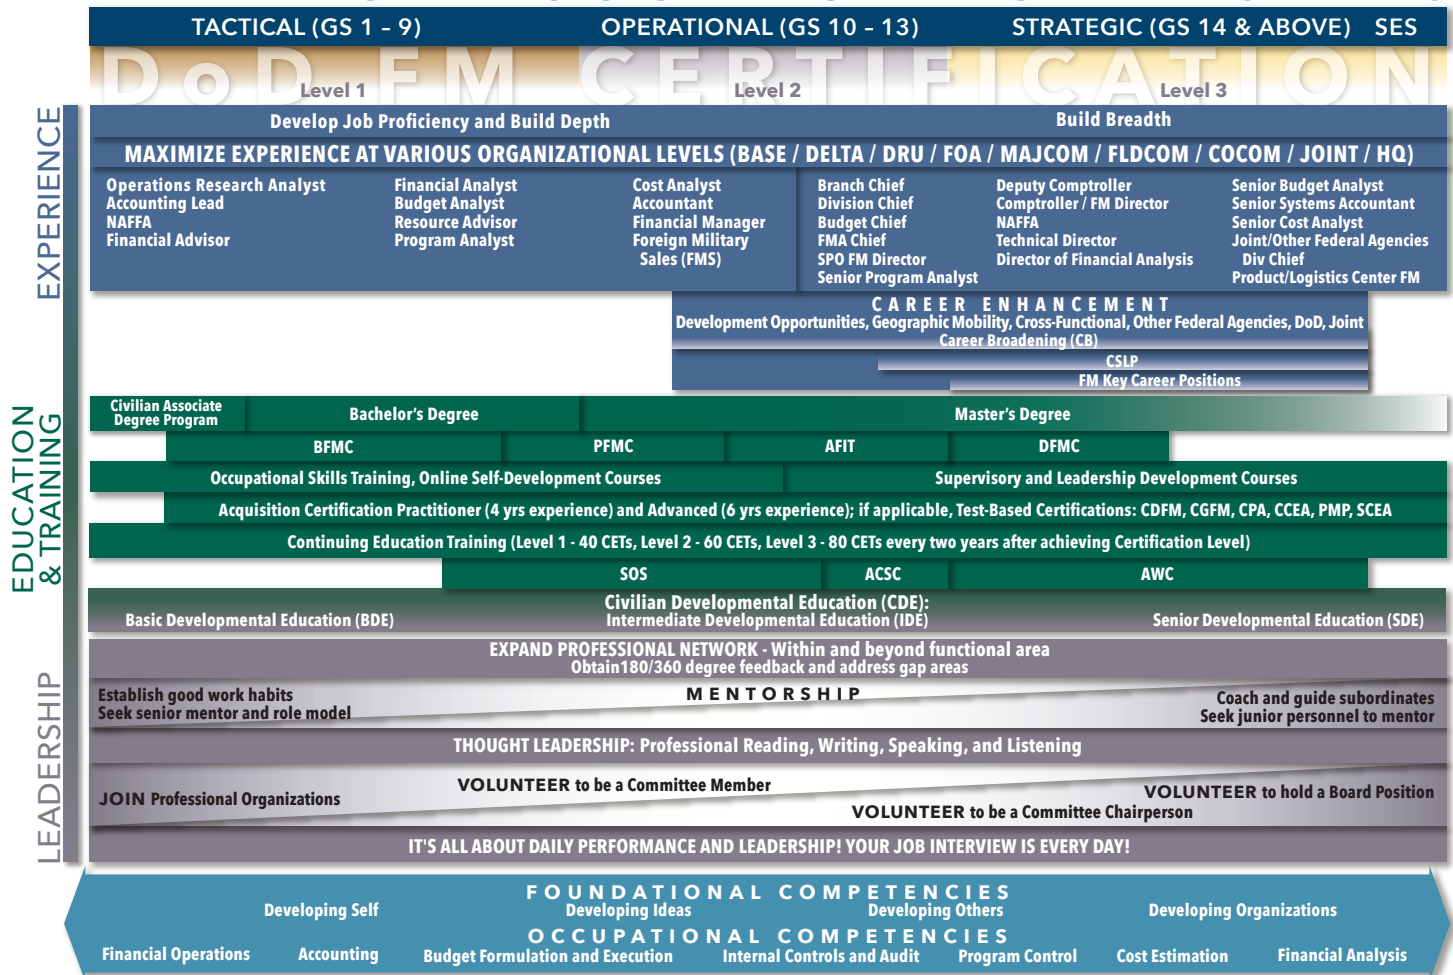 TACTICAL (GS 1 – 9) OPERATIONAL (GS 10 – 13) STRATEGIC (GS 14 & ABOVE) SES
DoD FM CERTIFICATION
Level 1 Level 2 Level 3
EXPERIENCE
Develop Job Proficiency and Build Depth Build Breadth
MAXIMIZE EXPERIENCE AT VARIOUS ORGANIZATIONAL LEVELS (BASE / DELTA / DRU / FOA / MAJCOM / FLDCOM / COCOM / JOINT / HQ)
Operations Research Analyst
Accounting Lead
NAFFA
Financial Advisor
Financial Analyst
Budget Analyst
Resource Advisor
Program Analyst
Cost Analyst
Accountant
Financial Manager
Foreign Military
Sales (FMS)
Branch Chief
Division Chief
Budget Chief
FMA Chief
SPO FM Director
Senior Program Analyst
Deputy Comptroller
Comptroller / FM Director
NAFFA
Technical Director
Director of Financial Analysis
Senior Budget Analyst
Senior Systems Accountant
Senior Cost Analyst
Joint/Other Federal Agencies
Div Chief
Product/Logistics Center FM
CAREER ENHANCEMENT
Development Opportunities, Geographic Mobility, Cross-Functional, Other Federal Agencies, DoD, Joint
Career Broadening (CB)
CSLP
FM Key Career Positions
EDUCATION
& TRAINING
Civilian Associate
Degree Program
Bachelor's Degree
Master's Degree
BFMC PFMC AFIT DFMC
Occupational Skills Training, Online Self-Development Courses Supervisory and Leadership Development Courses
Acquisition Certification Practitioner (4 yrs experience) and Advanced (6 yrs experience); if applicable, Test-Based Certifications: CDFM, CGFM, CPA, CCEA, PMP, SCEA
Continuing Education Training (Level 1 - 40 CETs, Level 2 - 60 CETs, Level 3 - 80 CETs every two years after achieving Certification Level)
SOS ACSC AWC
Civilian Developmental Education (CDE):
Basic Developmental Education (BDE) Intermediate Developmental Education (IDE) Senior Developmental Education (SDE)
LEADERSHIP
EXPAND PROFESSIONAL NETWORK - Within and beyond functional area
Obtain180/360 degree feedback and address gap areas
MENTORSHIP
Establish good work habits
Seek senior mentor and role model
Coach and guide subordinates
Seek junior personnel to mentor
THOUGHT LEADERSHIP: Professional Reading, Writing, Speaking, and Listening
JOIN Professional Organizations
VOLUNTEER to be a Committee Member
VOLUNTEER to be a Committee Chairperson
VOLUNTEER to hold a Board Position
IT'S ALL ABOUT DAILY PERFORMANCE AND LEADERSHIP! YOUR JOB INTERVIEW IS EVERY DAY!
FOUNDATIONAL COMPETENCIES
Developing Self Developing Ideas Developing Others Developing Organizations
OCCUPATIONAL COMPETENCIES
Financial Operations Accounting Budget Formulation and Execution Internal Controls and Audit Program Control Cost Estimation Financial Analysis